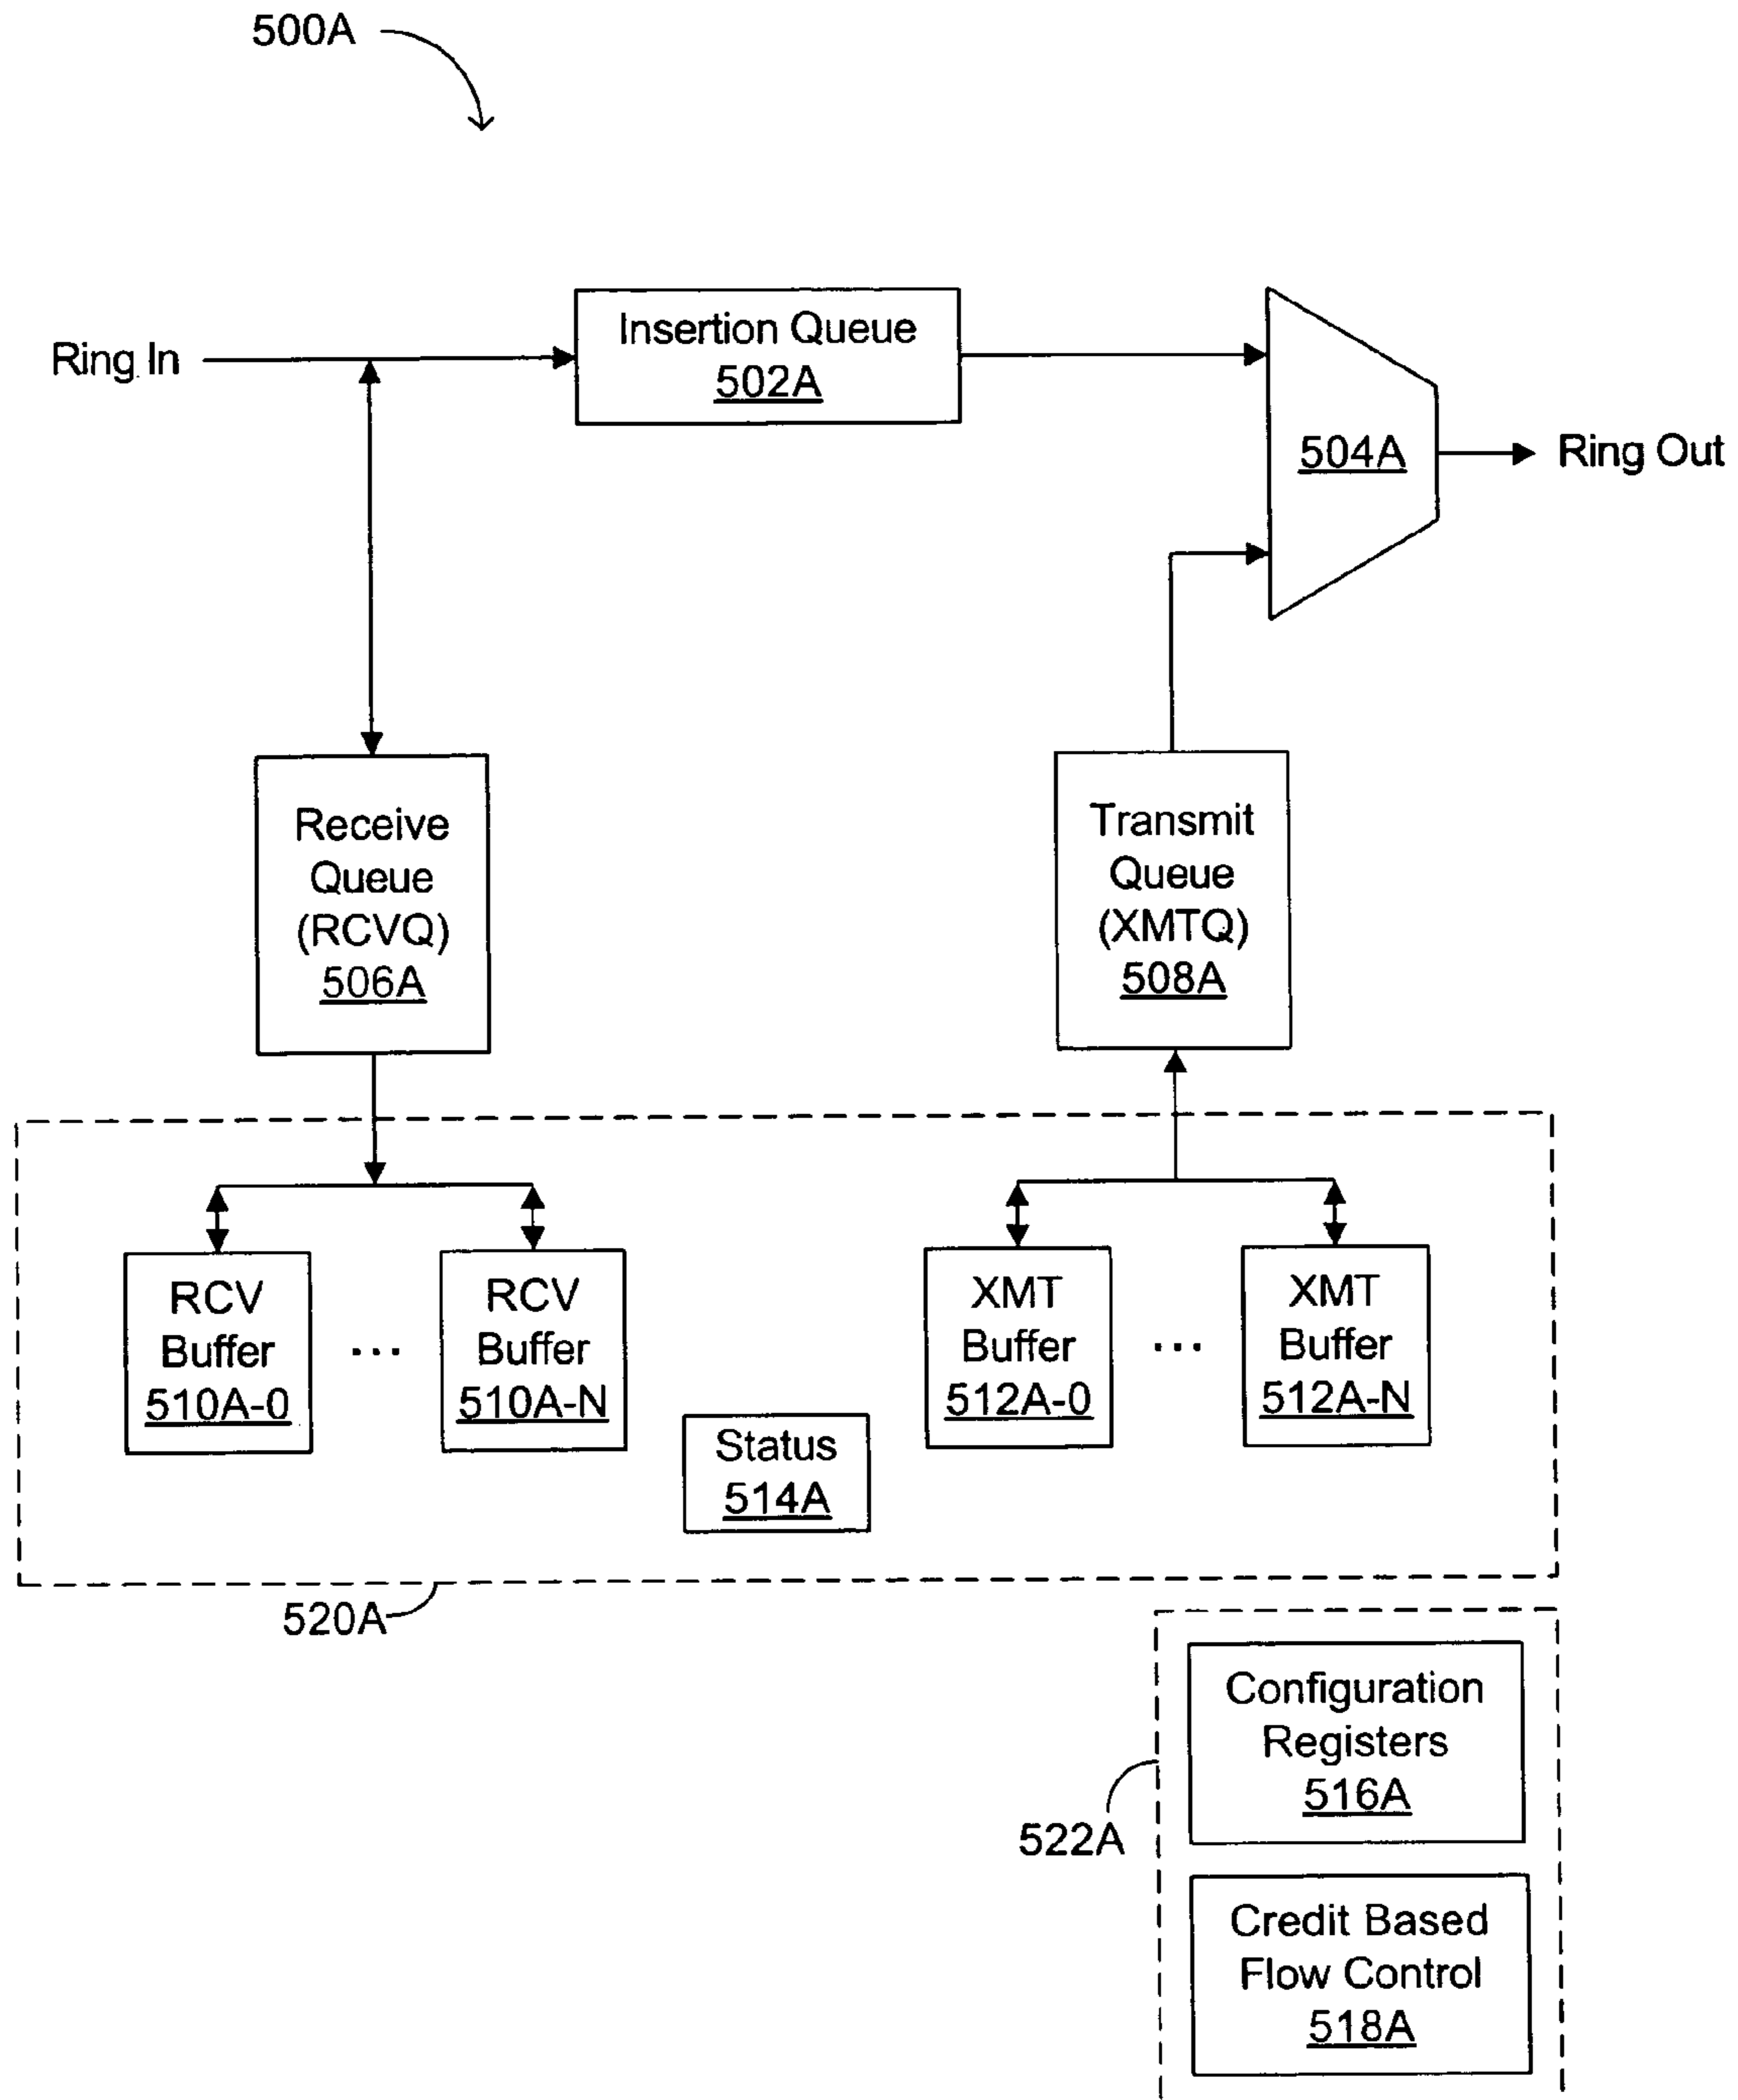 500A
Ring In
Insertion Queue
502A
504A
Ring Out
Receive
Queue
(RCVQ)
506A
Transmit
Queue
(XMTQ)
508A
RCV
Buffer
510A-0
...
RCV
Buffer
510A-N
Status
514A
XMT
Buffer
512A-0
...
XMT
Buffer
512A-N
520A
Configuration
Registers
516A
522A
Credit Based
Flow Control
518A